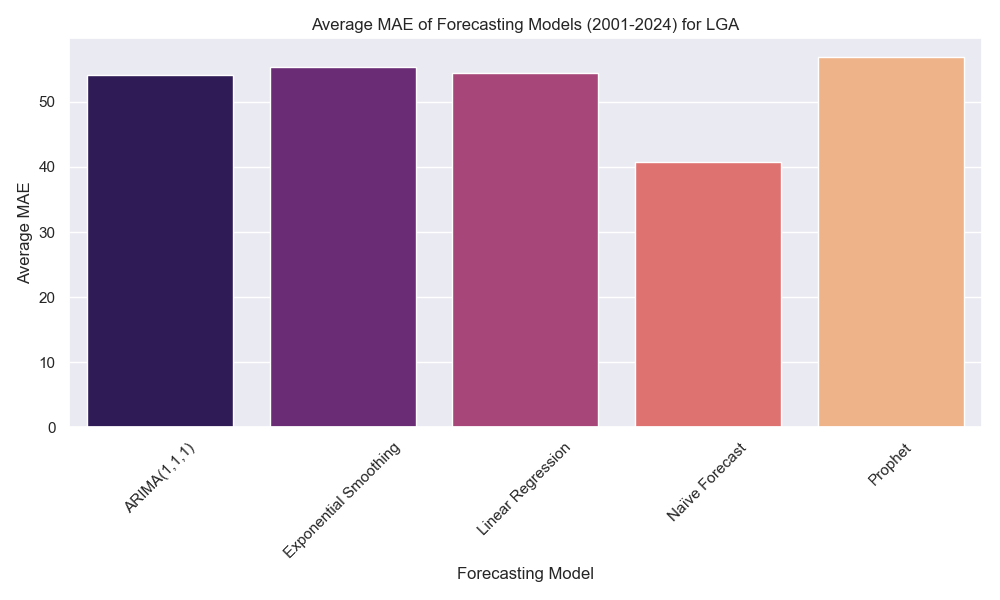 Average MAE of Forecasting Models (2001-2024) for LGA
Average MAE
50
40
30
20
10
0
ARIMA(1,1,1)
Exponential Smoothing
Linear Regression
Naïve Forecast
Prophet
Forecasting Model